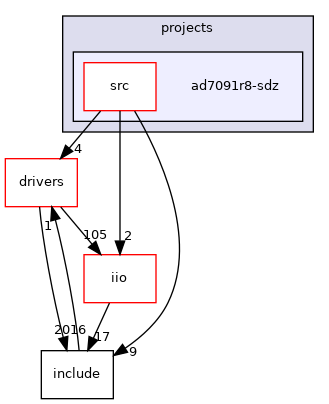 projects
src
ad7091r8-sdz
4
drivers
105
2
1
iio
2016
17
9
include